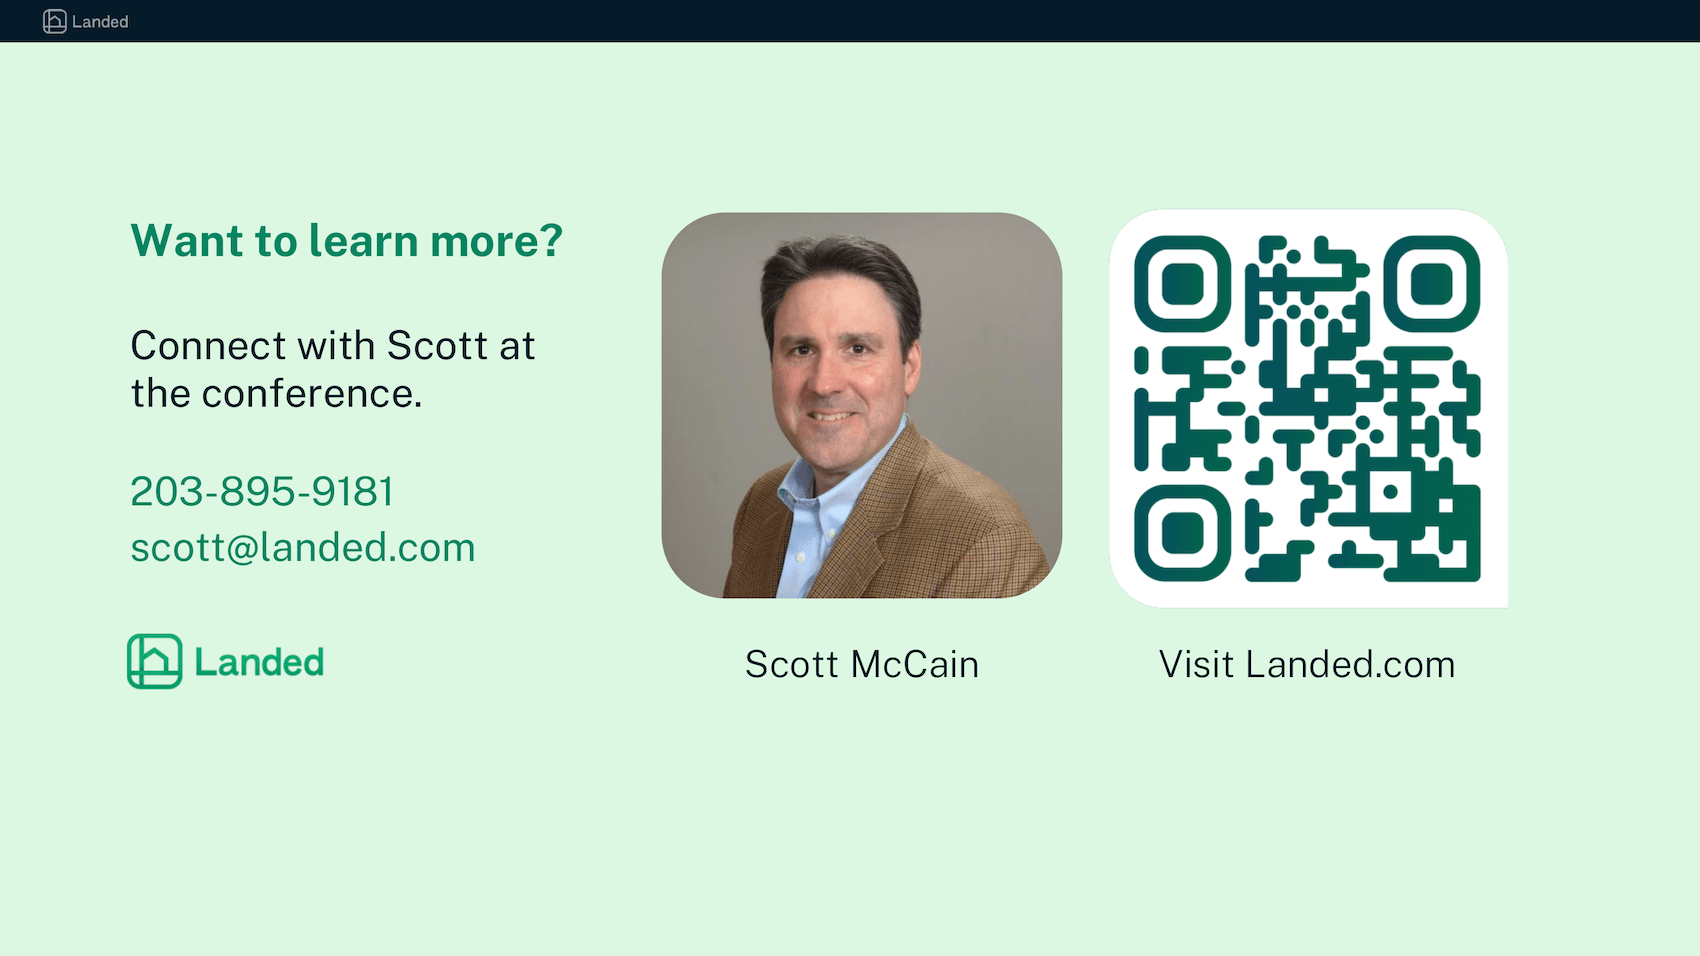 Landed
Want to learn more?
Connect with Scott at
the conference.
203-895-9181
scott@landed.com
Landed
Scott McCain
Visit Landed.com